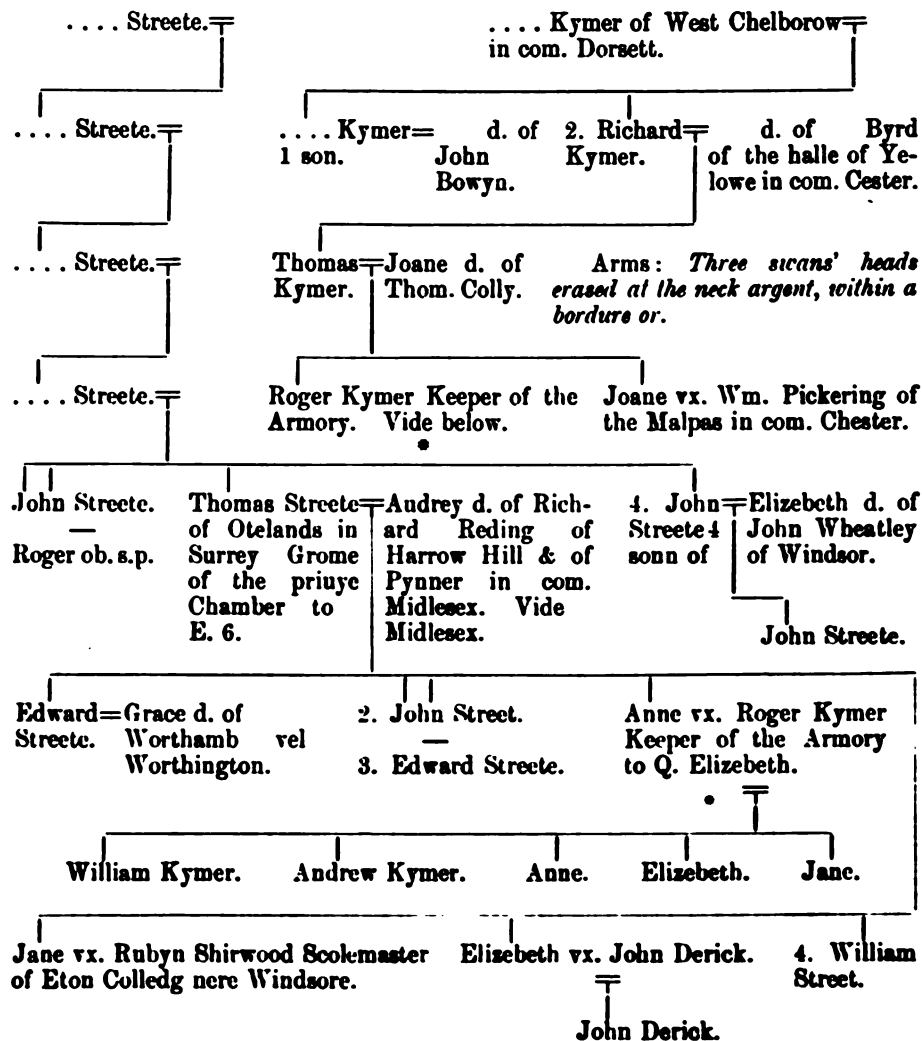 . . . . Streete.
. . . . Kymer of West Chelborow
in com. Dorsett.
. . . . Streete.
. . . . Kymer=
1 son.
d. of
John
Bowyn.
2. Richard
Kymer.
d. of Byrd
of the halle of Ye-
lowe in com. Cester.
. . . . Streete.
Thomas
Kymer.
Joane d. of
Thom. Colly.
Arms: Three swans' heads
erased at the neck argent, within a
bordure or.
. . . . Streete.
Roger Kymer Keeper of the
Armory. Vide below.
Joane vx. Wm. Pickering of
the Malpas in com. Chester.
John Streete.
—
Roger ob. s.p.
Thomas Streete
of Otelands in
Surrey Grome
of the priuye
Chamber to
E. 6.
Audrey d. of Rich-
ard Reding of
Harrow Hill & of
Pynner in com.
Midlesex. Vide
Midlesex.
4. John
Streete 4
sonn of
Elizebeth d. of
John Wheatley
of Windsor.
John Streete.
Edward=
Streete.
Grace d. of
Worthamb vel
Worthington.
2. John Street.
—
3. Edward Streete.
Anne vx. Roger Kymer
Keeper of the Armory
to Q. Elizebeth.
William Kymer.
Andrew Kymer.
Anne.
Elizebeth.
Jane.
Jane vx. Rubyn Shirwood Scolemaster
of Eton Colledg nere Windsore.
Elizebeth vx. John Derick.
4. William
Street.
John Derick.